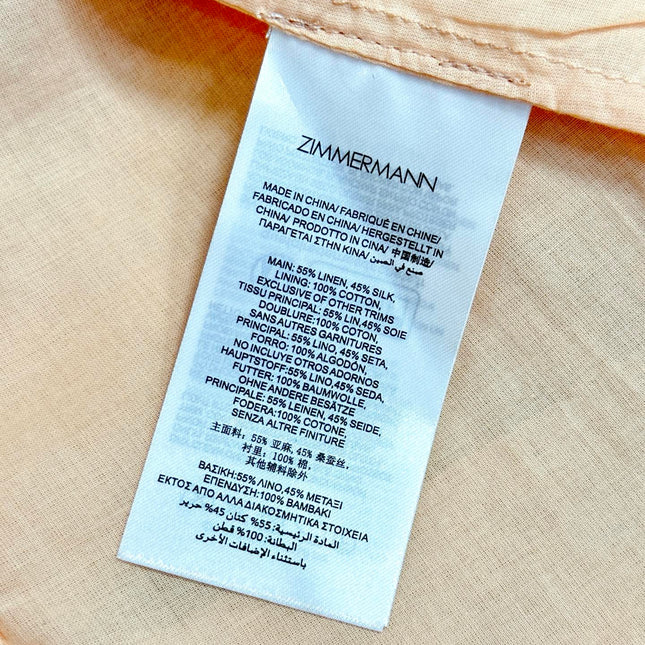 ZIMMERMANN
MADE IN CHINA/ FABRIQUÉ EN CHINE/
FABRICADO EN CHINA/ HERGESTELLT IN
CHINA/ PRODOTTO IN CINA/ 中国制造/
ΠΑΡΑΓΕΤΑΙ ΣΤΗΝ ΚΙΝΑ/ صنع في الصين
MAIN: 55% LINEN, 45% SILK,
LINING: 100% COTTON,
EXCLUSIVE OF OTHER TRIMS
TISSU PRINCIPAL: 55% LIN,45% SOIE
DOUBLURE: 100% COTON,
SANS AUTRES GARNITURES
PRINCIPAL: 55% LINO, 45% SETA,
FORRO: 100% ALGODÓN,
NO INCLUYE OTROS ADORNOS
HAUPTSTOFF:55% LINO,45% SEDA,
FUTTER: 100% BAUMWOLLE,
OHNE ANDERE BESÄTZE
PRINCIPALE: 55% LEINEN, 45% SEIDE,
FODERA:100% COTONE,
SENZA ALTRE FINITURE
主面料: 55% 亚麻, 45% 桑蚕丝,
衬里: 100% 棉,
其他辅料除外
ΒΑΣΙΚΗ:55% ΛΙΝΟ,45% ΜΕΤΑΞΙ
ΕΠΕΝΔΥΣΗ:100% ΒΑΜΒΑΚΙ
ΕΚΤΟΣ ΑΠΟ ΑΛΛΑ ΔΙΑΚΟΣΜΗΤΙΚΑ ΣΤΟΙΧΕΙΑ
المادة الرئيسية: 55% كتان 45% حرير
البطانة: 100% قطن
باستثناء الإضافات الأخرى